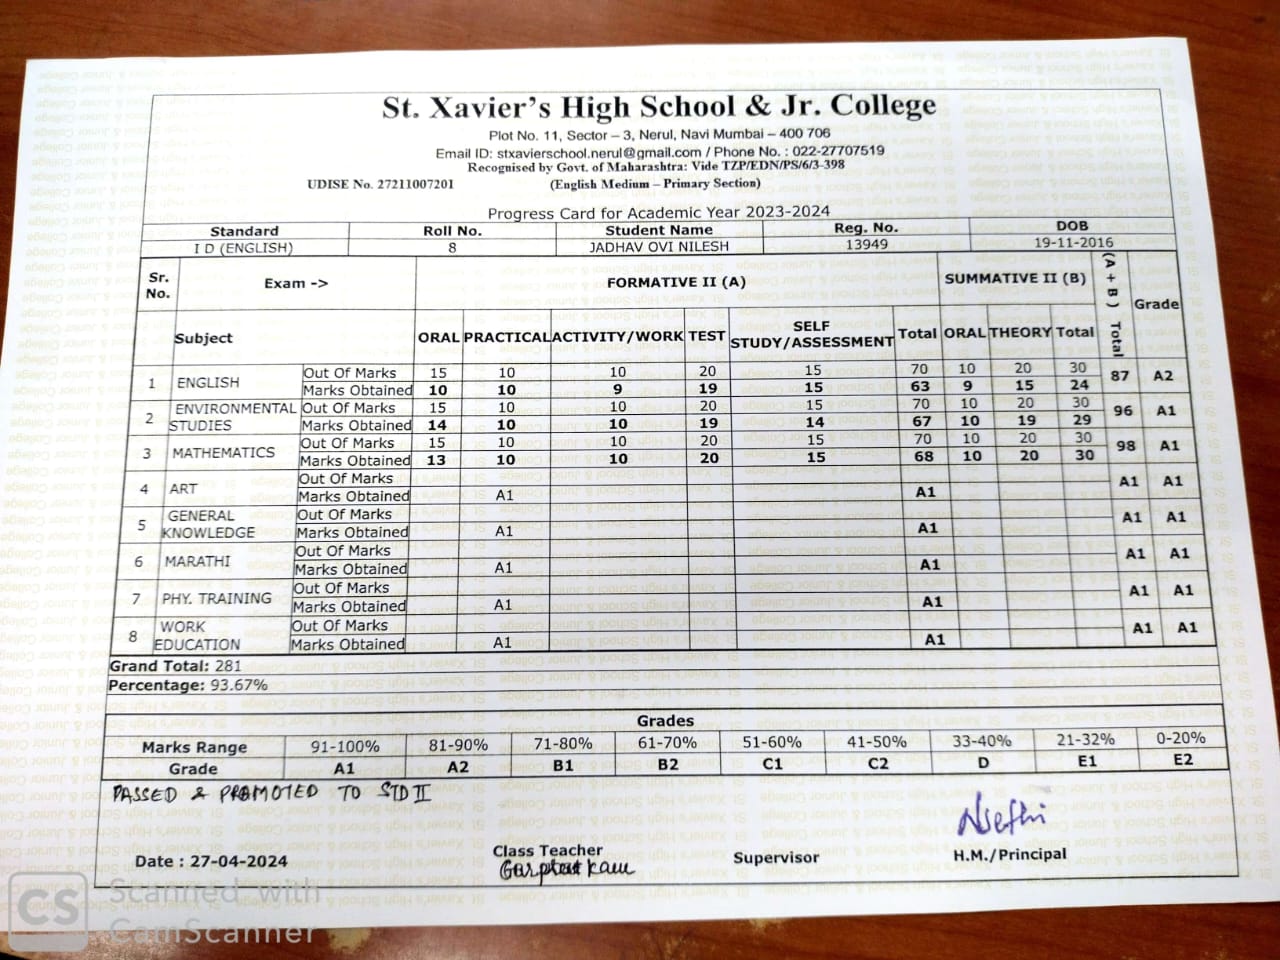 St. Xavier's High School & Jr. College
Plot No. 11, Sector – 3, Nerul, Navi Mumbai – 400 706
Email ID: stxavierschool.nerul@gmail.com / Phone No. : 022-27707519
Recognised by Govt. of Maharashtra: Vide TZP/EDN/PS/6/3-398
UDISE No. 27211007201 (English Medium – Primary Section)
Progress Card for Academic Year 2023-2024
Standard Roll No. Student Name Reg. No. DOB
I D (ENGLISH) 8 JADHAV OVI NILESH 13949 19-11-2016
Sr. No. Exam -> FORMATIVE II (A) SUMMATIVE II (B) (A + B) Total Grade
Subject ORAL PRACTICAL ACTIVITY/WORK TEST SELF STUDY/ASSESSMENT Total ORAL THEORY Total
1 ENGLISH Out Of Marks 15 10 10 20 15 70 10 20 30 87 A2
Marks Obtained 10 10 9 19 15 63 9 15 24
2 ENVIRONMENTAL STUDIES Out Of Marks 15 10 10 20 15 70 10 20 30 96 A1
Marks Obtained 14 10 10 19 14 67 10 19 29
3 MATHEMATICS Out Of Marks 15 10 10 20 15 70 10 20 30 98 A1
Marks Obtained 13 10 10 20 15 68 10 20 30
4 ART Out Of Marks A1 A1
Marks Obtained A1 A1
5 GENERAL KNOWLEDGE Out Of Marks A1 A1
Marks Obtained A1 A1
6 MARATHI Out Of Marks A1 A1
Marks Obtained A1 A1
7 PHY. TRAINING Out Of Marks A1 A1
Marks Obtained A1 A1
8 WORK EDUCATION Out Of Marks A1 A1
Marks Obtained A1 A1
Grand Total: 281
Percentage: 93.67%
Grades
Marks Range 91-100% 81-90% 71-80% 61-70% 51-60% 41-50% 33-40% 21-32% 0-20%
Grade A1 A2 B1 B2 C1 C2 D E1 E2
PASSED & PROMOTED TO STD II
Date : 27-04-2024 Class Teacher Supervisor H.M./Principal
CS Scanned with
CamScanner